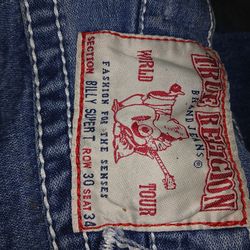 TRUE RELIGION
BRAND JEANS
WORLD
TOUR
FASHION FOR THE SENSES
SECTION BILLY SUPER T ROW 30 SEAT 34